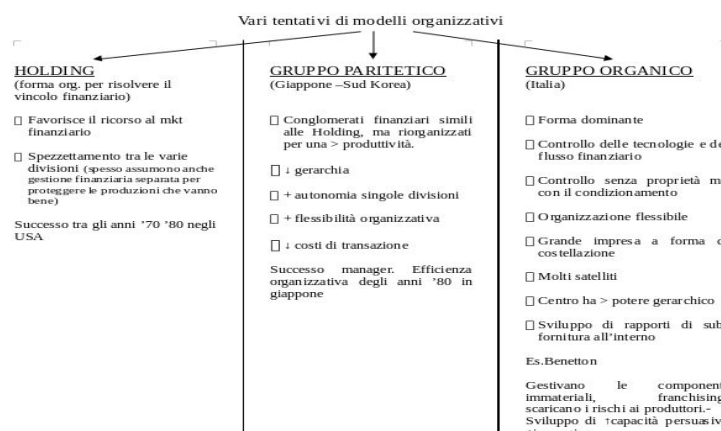 Vari tentativi di modelli organizzativi
HOLDING
(forma org. per risolvere il
vincolo finanziario)
□ Favorisce il ricorso al mkt
finanziario
□ Spezzettamento tra le varie
divisioni (spesso assumono anche
gestione finanziaria separata per
proteggere le produzioni che vanno
bene)
Successo tra gli anni '70 '80 negli
USA
GRUPPO PARITETICO
(Giappone –Sud Korea)
□ Conglomerati finanziari simili
alle Holding, ma riorganizzati
per una > produttività.
□ ↓ gerarchia
□ + autonomia singole divisioni
□ + flessibilità organizzativa
□ ↓ costi di transazione
Successo manager. Efficienza
organizzativa degli anni '80 in
giappone
GRUPPO ORGANICO
(Italia)
□ Forma dominante
□ Controllo delle tecnologie e
flusso finanziario
□ Controllo senza proprietà
con il condizionamento
□ Organizzazione flessibile
□ Grande impresa a forma
costellazione
□ Molti satelliti
□ Centro ha > potere gerarchico
□ Sviluppo di rapporti di
fornitura all'interno
Es.Benetton
Gestivano le
immateriali,
scaricano i rischi ai produttori.-
Sviluppo di ↑capacità